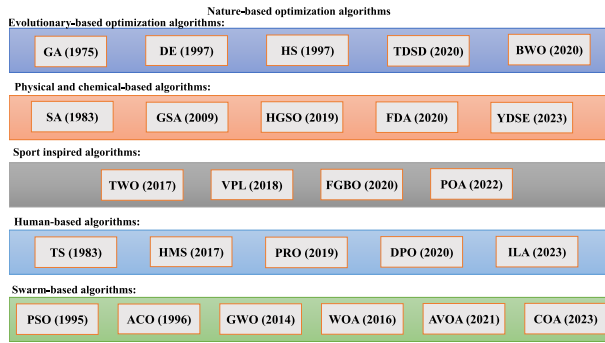 Nature-based optimization algorithms
Evolutionary-based optimization algorithms:
GA (1975) DE (1997) HS (1997) TDSD (2020) BWO (2020)
Physical and chemical-based algorithms:
SA (1983) GSA (2009) HGSO (2019) FDA (2020) YDSE (2023)
Sport inspired algorithms:
TWO (2017) VPL (2018) FGBO (2020) POA (2022)
Human-based algorithms:
TS (1983) HMS (2017) PRO (2019) DPO (2020) ILA (2023)
Swarm-based algorithms:
PSO (1995) ACO (1996) GWO (2014) WOA (2016) AVOA (2021) COA (2023)